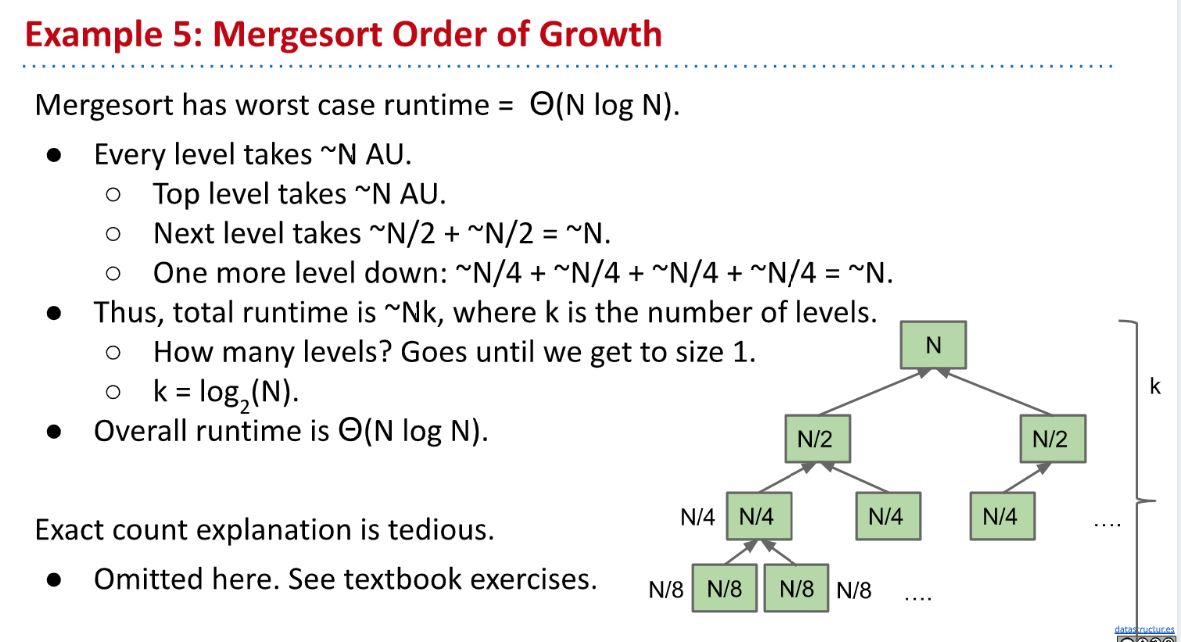 Example 5: Mergesort Order of Growth
Mergesort has worst case runtime = Θ(N log N).
● Every level takes ~N AU.
○ Top level takes ~N AU.
○ Next level takes ~N/2 + ~N/2 = ~N.
○ One more level down: ~N/4 + ~N/4 + ~N/4 + ~N/4 = ~N.
● Thus, total runtime is ~Nk, where k is the number of levels.
○ How many levels? Goes until we get to size 1.
○ k = log₂(N).
● Overall runtime is Θ(N log N).
Exact count explanation is tedious.
● Omitted here. See textbook exercises.
N
k
N/2 N/2
N/4 N/4 N/4 N/4 ....
N/8 N/8 N/8 N/8 ....
datastructur.es